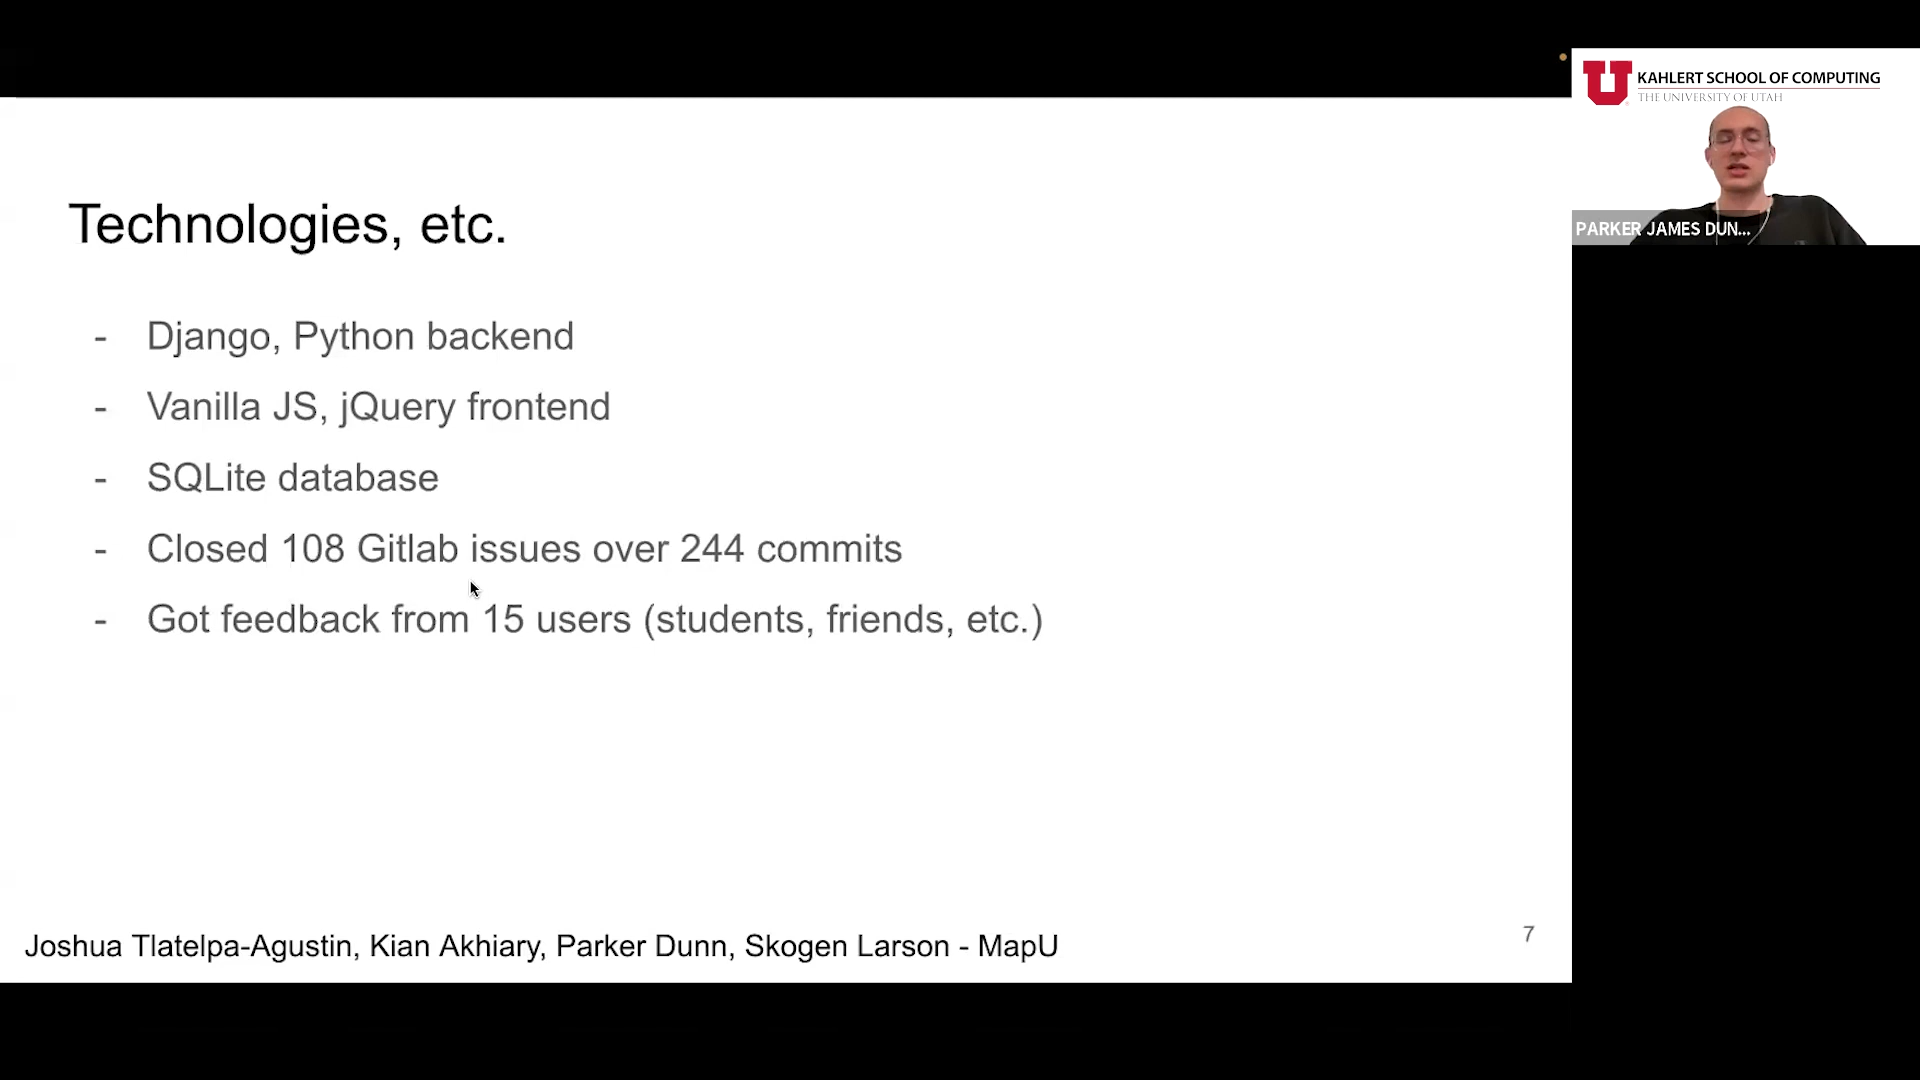 KAHLERT SCHOOL OF COMPUTING
THE UNIVERSITY OF UTAH
PARKER JAMES DUN...
Technologies, etc.
- Django, Python backend
- Vanilla JS, jQuery frontend
- SQLite database
- Closed 108 Gitlab issues over 244 commits
- Got feedback from 15 users (students, friends, etc.)
Joshua Tlatelpa-Agustin, Kian Akhiary, Parker Dunn, Skogen Larson - MapU
7